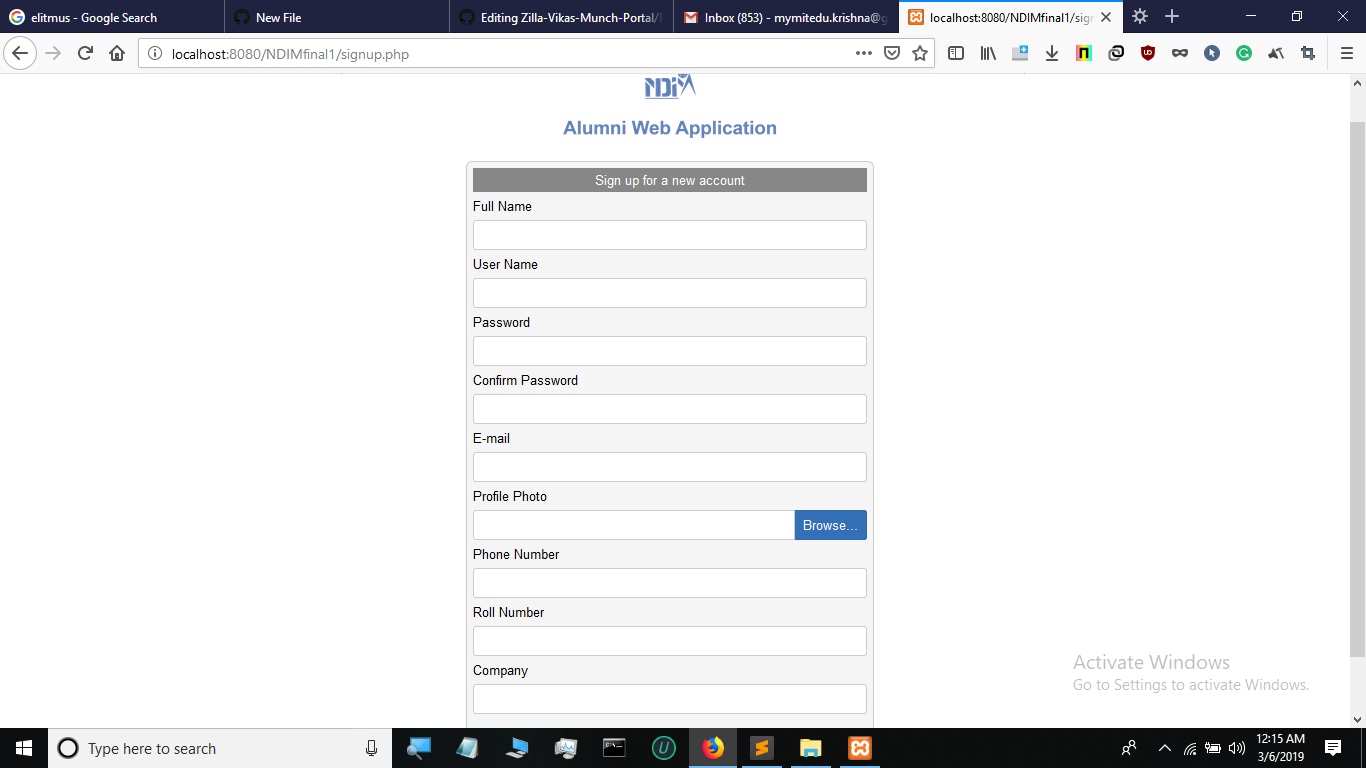 elitmus - Google Search
New File
Editing Zilla-Vikas-Munch-Portal/
Inbox (853) - mymitedu.krishna@g
localhost:8080/NDIMfinal1/sign
localhost:8080/NDIMfinal1/signup.php
NDiM
Alumni Web Application
Sign up for a new account
Full Name
User Name
Password
Confirm Password
E-mail
Profile Photo
Browse...
Phone Number
Roll Number
Company
Activate Windows
Go to Settings to activate Windows.
Type here to search
12:15 AM
3/6/2019